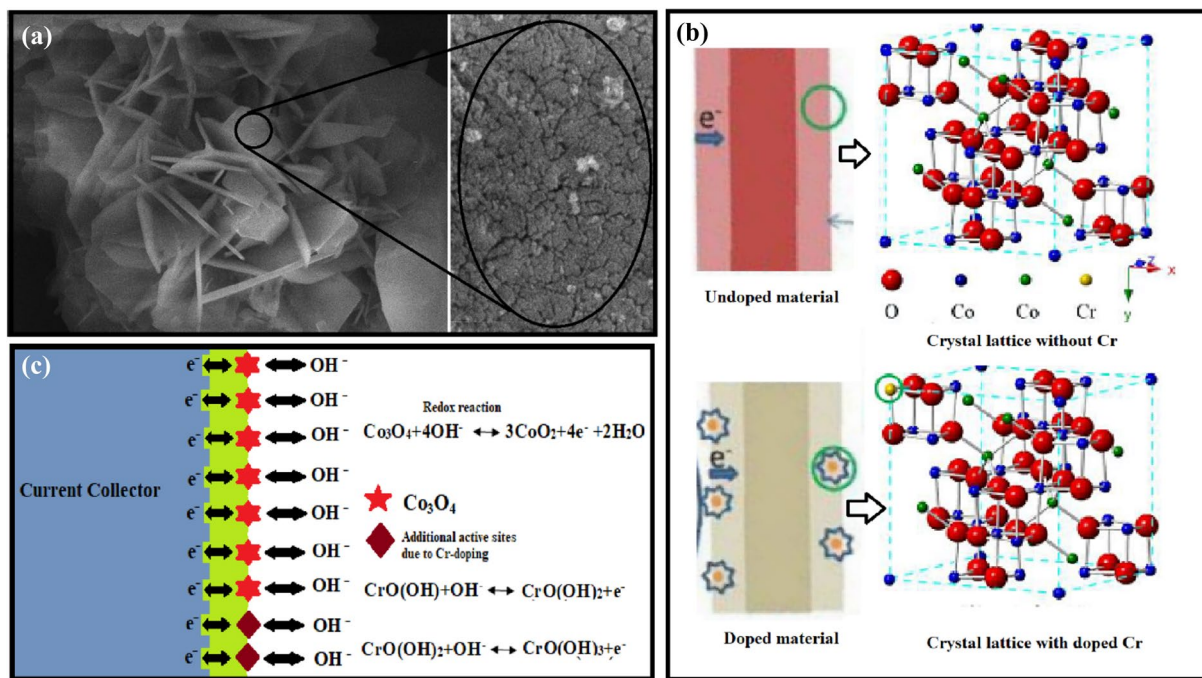 (a)
(b)
e⁻
Undoped material
O Co Co Cr
z
x
y
Crystal lattice without Cr
e⁻
Doped material
Crystal lattice with doped Cr
(c)
Current Collector
e⁻ OH⁻
e⁻ OH⁻
e⁻ OH⁻
e⁻ OH⁻
e⁻ OH⁻
e⁻ OH⁻
e⁻ OH⁻
e⁻ OH⁻
e⁻ OH⁻
Redox reaction
Co₃O₄+4OH⁻ ↔ 3CoO₂+4e⁻ +2H₂O
Co₃O₄
Additional active sites
due to Cr-doping
CrO(OH)+OH⁻ ↔ CrO(OH)₂+e⁻
CrO(OH)₂+OH⁻ ↔ CrO(OH)₃+e⁻